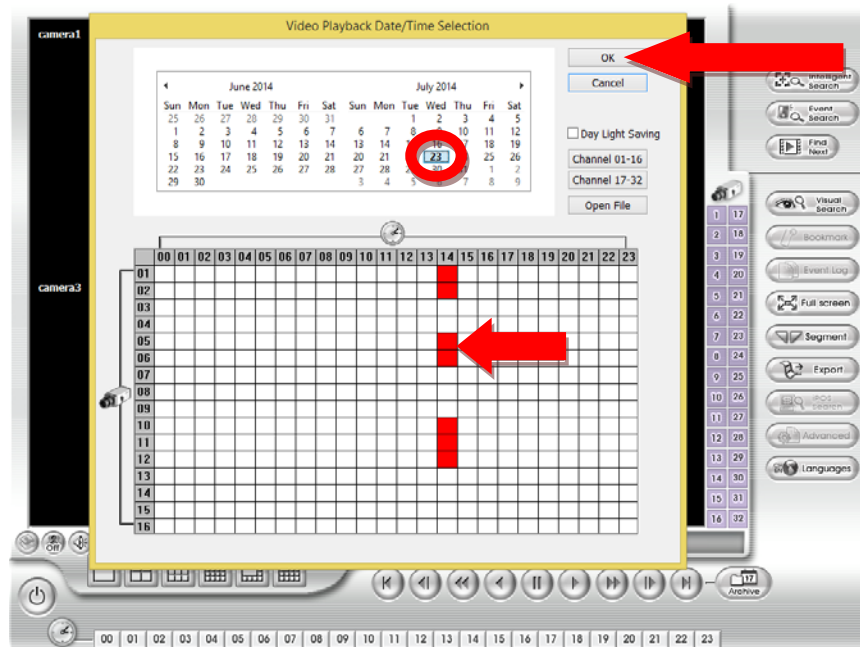 camera1
Video Playback Date/Time Selection
OK
Cancel
June 2014 July 2014
Sun Mon Tue Wed Thu Fri Sat Sun Mon Tue Wed Thu Fri Sat
25 26 27 28 29 30 31 1 2 3 4 5
1 2 3 4 5 6 7 6 7 8 9 10 11 12
8 9 10 11 12 13 14 13 14 16 18 19
15 16 17 18 19 20 21 20 21 23 25 26
22 23 24 25 26 27 28 27 28 30 1 2
29 30 3 4 5 6 7 8 9
Day Light Saving
Channel 01-16
Channel 17-32
Open File
Intelligent Search
Event Search
Find Next
Visual Search
Bookmark
Event Log
Full screen
Segment
Export
Search
Advanced
Languages
1 17
2 18
3 19
4 20
5 21
6 22
7 23
8 24
9 25
10 26
11 27
12 28
13 29
14 30
15 31
16 32
00 01 02 03 04 05 06 07 08 09 10 11 12 13 14 15 16 17 18 19 20 21 22 23
01
02
camera3
03
04
05
06
07
08
09
10
11
12
13
14
15
16
Off
17
Archive
00 01 02 03 04 05 06 07 08 09 10 11 12 13 14 15 16 17 18 19 20 21 22 23